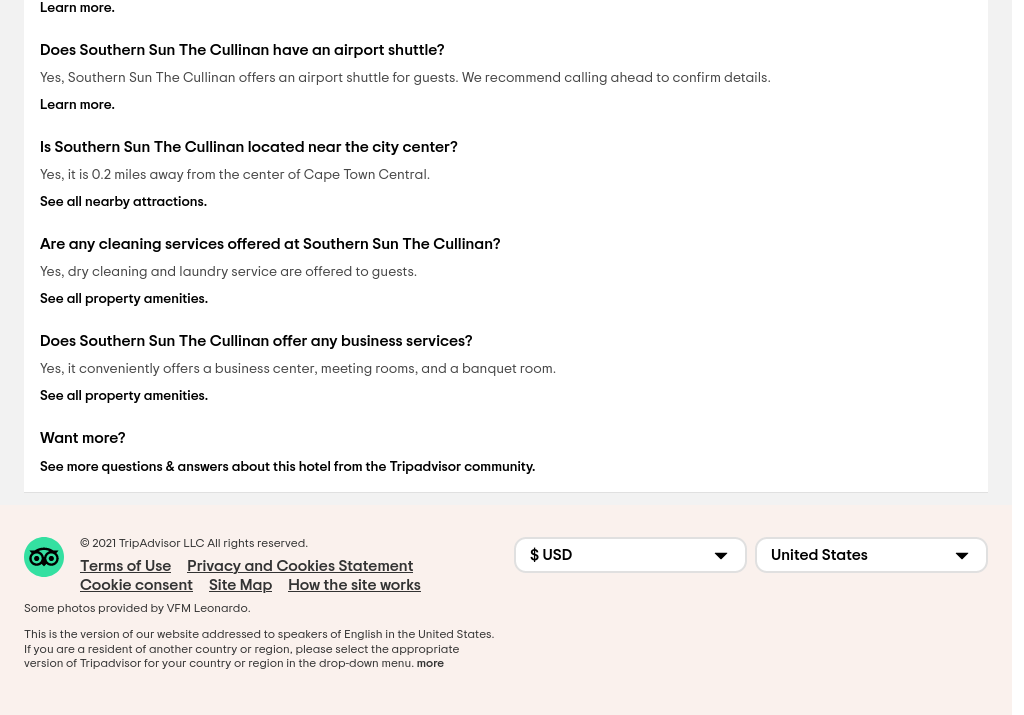 Learn more.
Does Southern Sun The Cullinan have an airport shuttle?
Yes, Southern Sun The Cullinan offers an airport shuttle for guests. We recommend calling ahead to confirm details.
Learn more.
Is Southern Sun The Cullinan located near the city center?
Yes, it is 0.2 miles away from the center of Cape Town Central.
See all nearby attractions.
Are any cleaning services offered at Southern Sun The Cullinan?
Yes, dry cleaning and laundry service are offered to guests.
See all property amenities.
Does Southern Sun The Cullinan offer any business services?
Yes, it conveniently offers a business center, meeting rooms, and a banquet room.
See all property amenities.
Want more?
See more questions & answers about this hotel from the Tripadvisor community.
© 2021 TripAdvisor LLC All rights reserved.
Terms of Use Privacy and Cookies Statement
Cookie consent Site Map How the site works
$ USD
United States
Some photos provided by VFM Leonardo.
This is the version of our website addressed to speakers of English in the United States.
If you are a resident of another country or region, please select the appropriate
version of Tripadvisor for your country or region in the drop-down menu. more